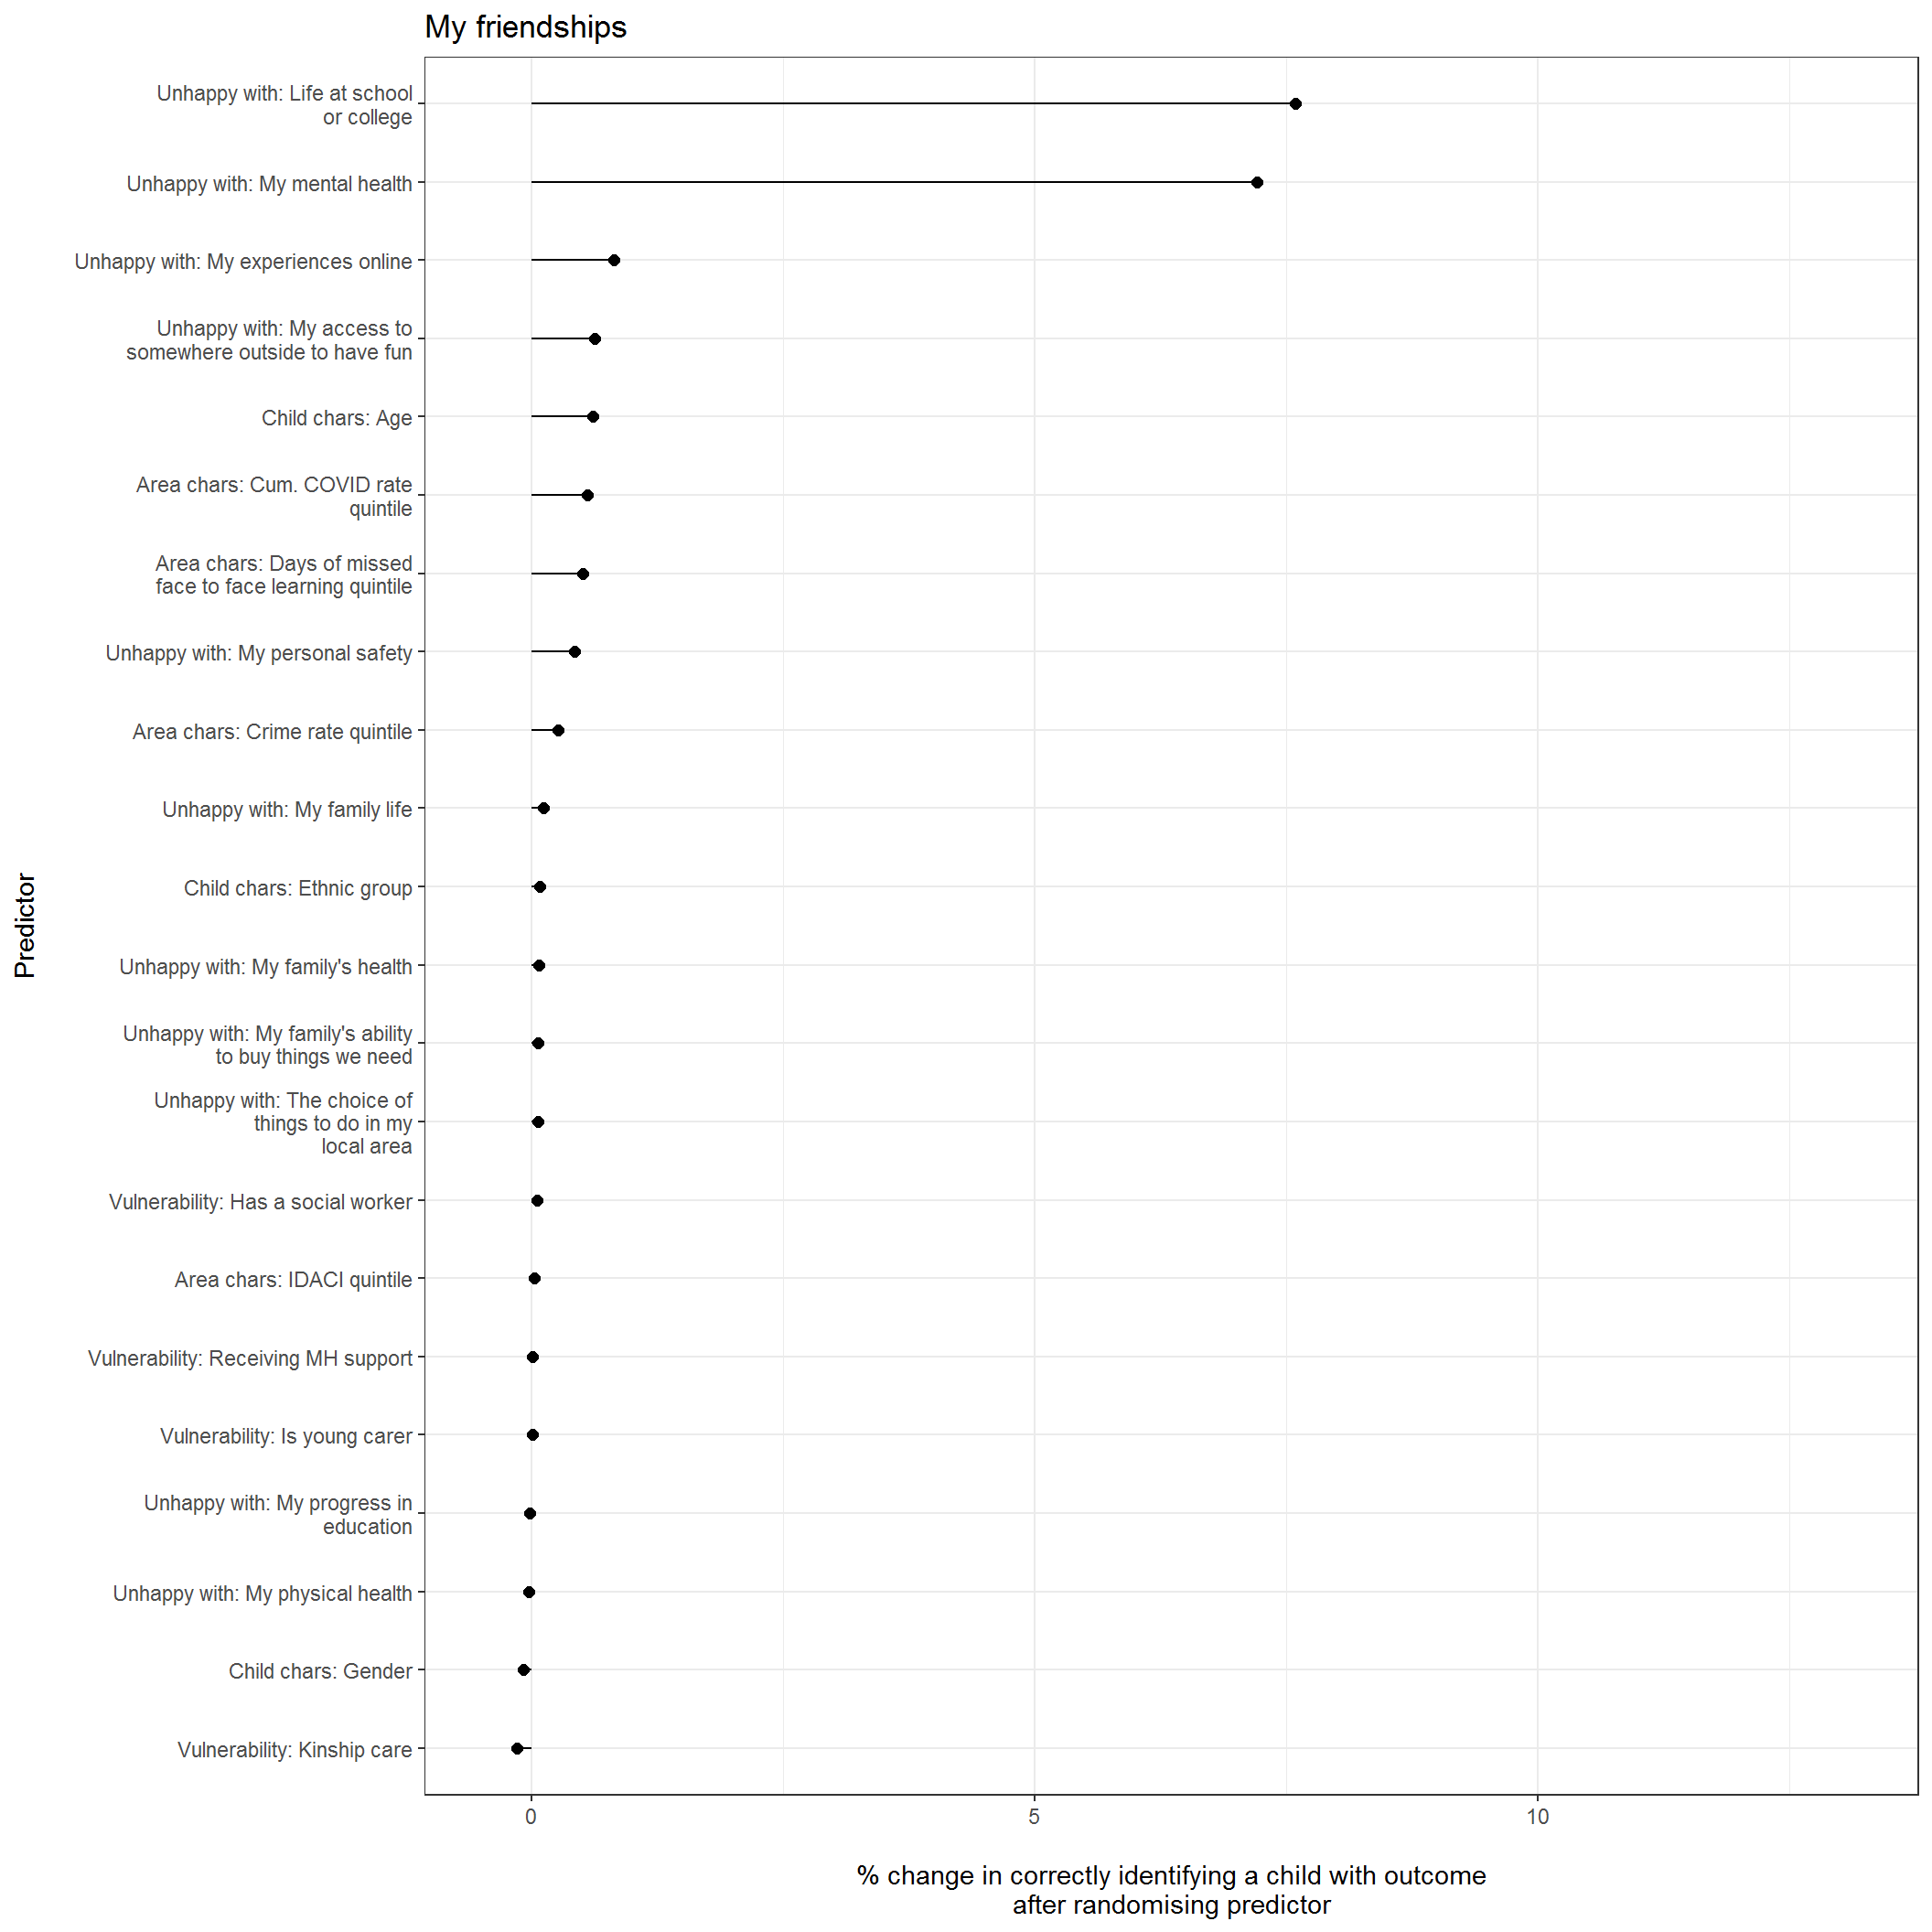 My friendships
Unhappy with: Life at school
or college
Unhappy with: My mental health
Unhappy with: My experiences online
Unhappy with: My access to
somewhere outside to have fun
Child chars: Age
Area chars: Cum. COVID rate
quintile
Area chars: Days of missed
face to face learning quintile
Unhappy with: My personal safety
Area chars: Crime rate quintile
Unhappy with: My family life
Child chars: Ethnic group
Unhappy with: My family's health
Unhappy with: My family's ability
to buy things we need
Unhappy with: The choice of
things to do in my
local area
Vulnerability: Has a social worker
Area chars: IDACI quintile
Vulnerability: Receiving MH support
Vulnerability: Is young carer
Unhappy with: My progress in
education
Unhappy with: My physical health
Child chars: Gender
Vulnerability: Kinship care
Predictor
0 5 10
% change in correctly identifying a child with outcome
after randomising predictor